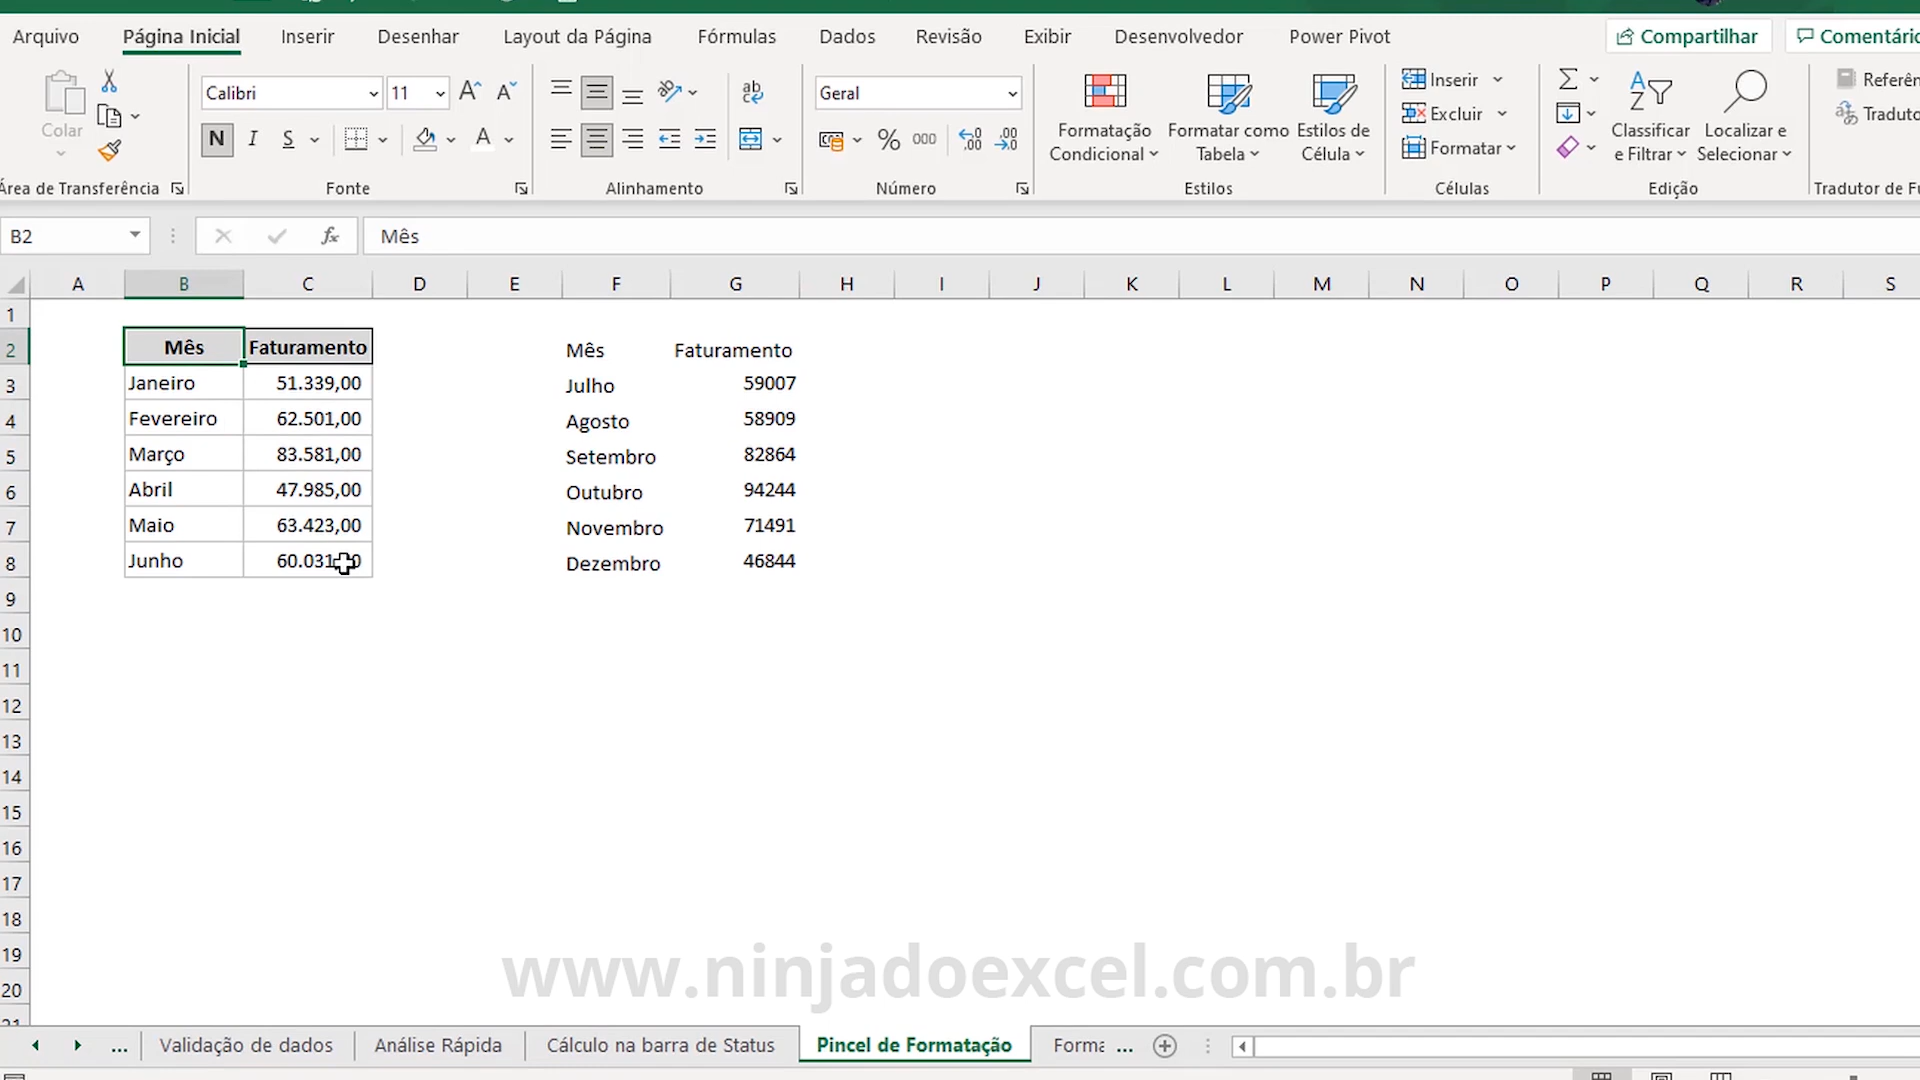 Arquivo Página Inicial Inserir Desenhar Layout da Página Fórmulas Dados Revisão Exibir Desenvolvedor Power Pivot Compartilhar
Colar
Calibri 11
N I S A
ab c
Geral
% 000
Formatação Condicional
Formatar como Tabela
Estilos de Célula
Inserir
Excluir
Formatar
Classificar e Filtrar
Localizar e Selecionar
Área de Transferência Fonte Alinhamento Número Estilos Células Edição
B2 fx Mês
A B C D E F G H I J K L M N O P Q R S
1
2 Mês Faturamento Mês Faturamento
3 Janeiro 51.339,00 Julho 59007
4 Fevereiro 62.501,00 Agosto 58909
5 Março 83.581,00 Setembro 82864
6 Abril 47.985,00 Outubro 94244
7 Maio 63.423,00 Novembro 71491
8 Junho Dezembro 46844
9
10
11
12
13
14
15
16
17
18
19
20
www.ninjadoexcel.com.br
... Validação de dados Análise Rápida Cálculo na barra de Status Pincel de Formatação Forma ...